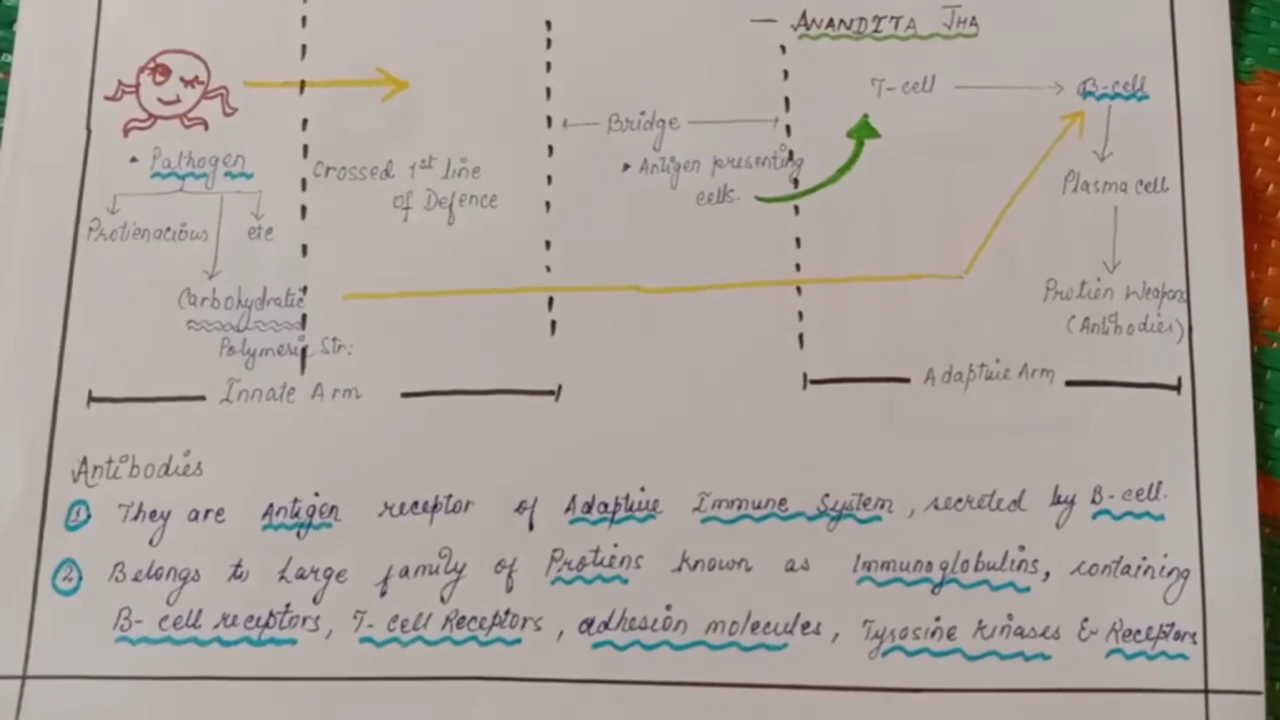 — ANANDITA JHA
T-cell B-cell
Bridge
• Pathogen
Crossed 1st line
of Defence
• Antigen presenting
cells.
Plasma cell
Protienacious etc
Carbohydratic
Polymeric Str:
Protien Weapons
(Antibodies)
Innate Arm
Adaptive Arm
Antibodies
① They are Antigen receptor of Adaptive Immune System, secreted by B-cell.
② Belongs to Large family of Protiens known as Immunoglobulins, containing
B-cell receptors, T-cell Receptors, adhesion molecules, Tyrosine Kinases & Receptors